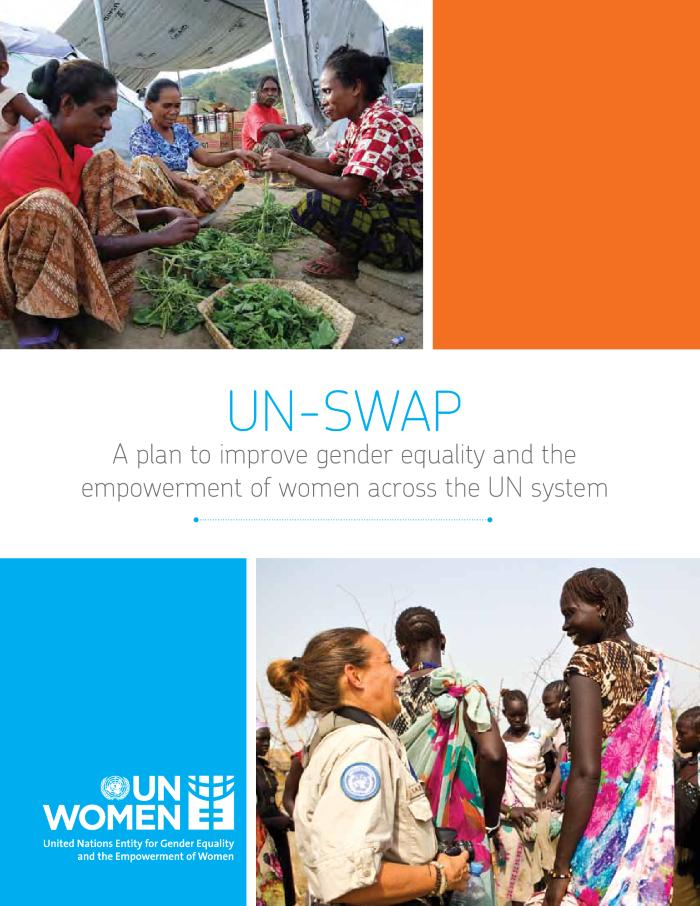 UN-SWAP
A plan to improve gender equality and the
empowerment of women across the UN system
UN
WOMEN
United Nations Entity for Gender Equality
and the Empowerment of Women